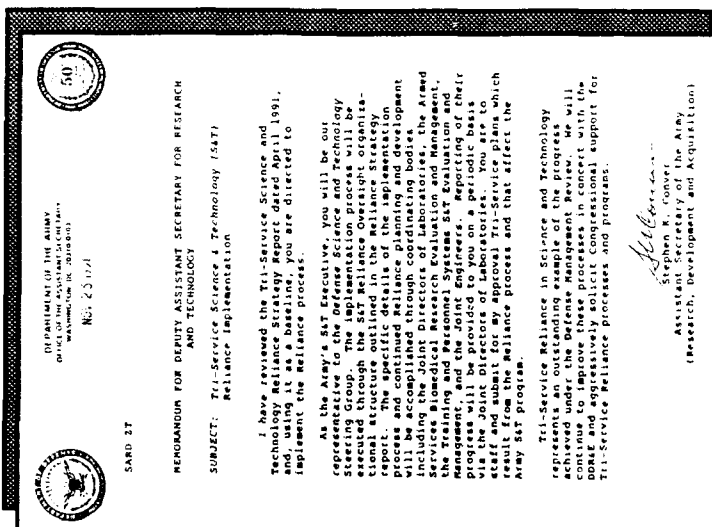 DEPARTMENT OF THE ARMY
OFFICE OF THE ASSISTANT SECRETARY
WASHINGTON, DC
50
SARD ZT
MEMORANDUM FOR DEPUTY ASSISTANT SECRETARY FOR RESEARCH
AND TECHNOLOGY
SUBJECT: Tri-Service Science & Technology (S&T)
Reliance Implementation
I have reviewed the Tri-Service Science and
Technology Reliance Strategy Report dated April 1991,
and, using it as a baseline, you are directed to
implement the Reliance process.
As the Army's S&T Executive, you will be our
representative to the Defense Science and Technology
Steering Group. The implementation process will be
executed through the S&T Reliance Oversight organiza-
tional structure outlined in the Reliance Strategy
report. The specific details of the implementation
process and continued Reliance planning and development
will be accomplished through coordinating bodies
including the Joint Directors of Laboratories, the Armed
Services Biomedical Research Evaluation and Management,
the Training and Personnel Systems S&T Evaluation and
Management, and the Joint Engineers. Reporting of their
progress will be provided to you on a periodic basis
via the Joint Directors of Laboratories. You are to
staff and submit for my approval Tri-Service plans which
result from the Reliance process and that affect the
Army S&T program.
Tri-Service Reliance in Science and Technology
represents an outstanding example of the progress
achieved under the Defense Management Review. We will
continue to improve these processes in concert with the
DDR&E and aggressively solicit Congressional support for
Tri-Service Reliance processes and programs.
Stephen K. Conver
Assistant Secretary of the Army
(Research, Development and Acquisition)